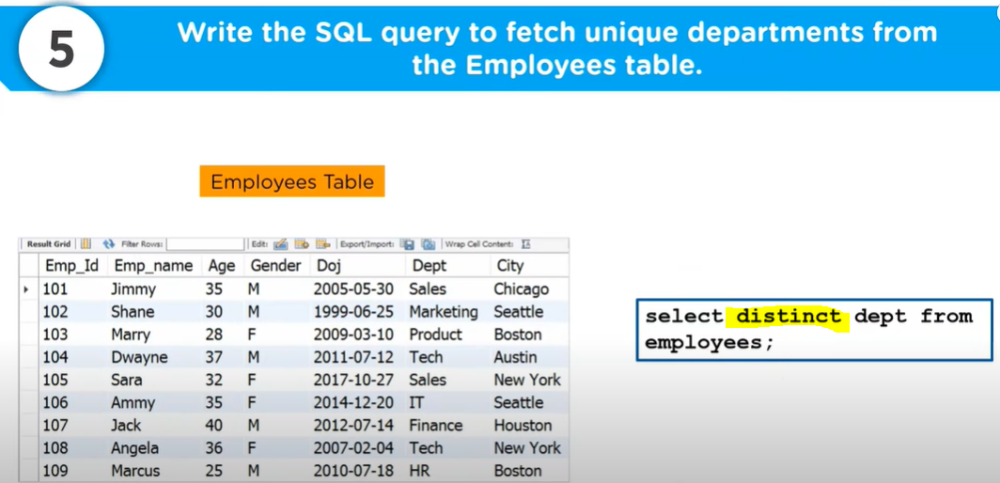 5
Write the SQL query to fetch unique departments from
the Employees table.
Employees Table
Result Grid Filter Rows: Edit: Export/Import: Wrap Cell Content:
Emp_Id Emp_name Age Gender Doj Dept City
101 Jimmy 35 M 2005-05-30 Sales Chicago
102 Shane 30 M 1999-06-25 Marketing Seattle
103 Marry 28 F 2009-03-10 Product Boston
104 Dwayne 37 M 2011-07-12 Tech Austin
105 Sara 32 F 2017-10-27 Sales New York
106 Ammy 35 F 2014-12-20 IT Seattle
107 Jack 40 M 2012-07-14 Finance Houston
108 Angela 36 F 2007-02-04 Tech New York
109 Marcus 25 M 2010-07-18 HR Boston
select distinct dept from
employees;